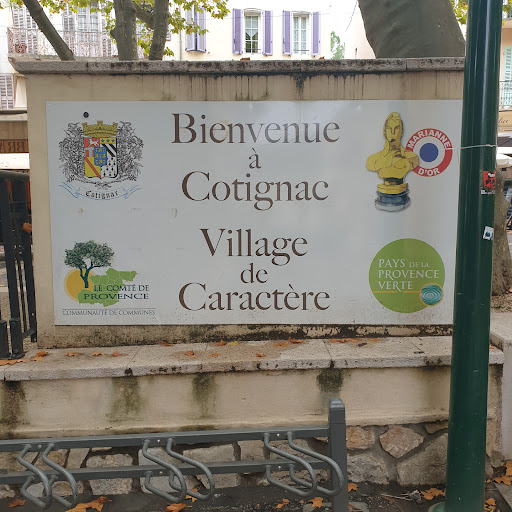 Bienvenue
à
Cotignac
Village
de
Caractère
Cotignac
MARIANNE
D'OR
LE COMTÉ DE
PROVENCE
COMMUNAUTÉ DE COMMUNES
PAYS DE LA
PROVENCE
VERTE